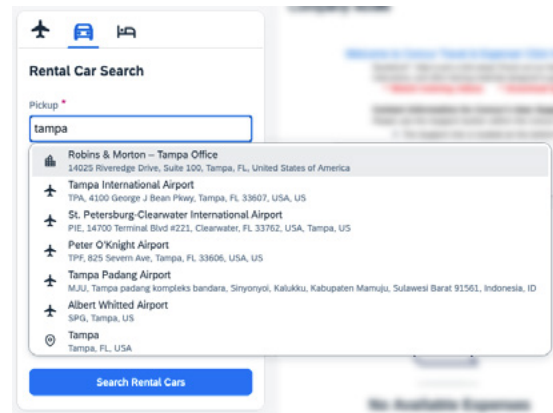 Rental Car Search
Pickup *
tampa
Robins & Morton – Tampa Office
14025 Riveredge Drive, Suite 100, Tampa, FL, United States of America
Tampa International Airport
TPA, 4100 George J Bean Pkwy, Tampa, FL 33607, USA, US
St. Petersburg-Clearwater International Airport
PIE, 14700 Terminal Blvd #221, Clearwater, FL 33762, USA, Tampa, US
Peter O'Knight Airport
TPF, 825 Severn Ave, Tampa, FL 33606, USA, US
Tampa Padang Airport
MJU, Tampa padang kompleks bandara, Sinyonyoi, Kalukku, Kabupaten Mamuju, Sulawesi Barat 91561, Indonesia, ID
Albert Whitted Airport
SPG, Tampa, US
Tampa
Tampa, FL, USA
Search Rental Cars
No Available Expenses